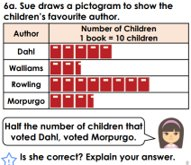 6a. Sue draws a pictogram to show the
children's favourite author.
Author
Number of Children
1 book = 10 children
Dahl
Walliams
Rowling
Morpurgo
Half the number of children that
voted Dahl, voted Morpurgo.
Is she correct? Explain your answer.